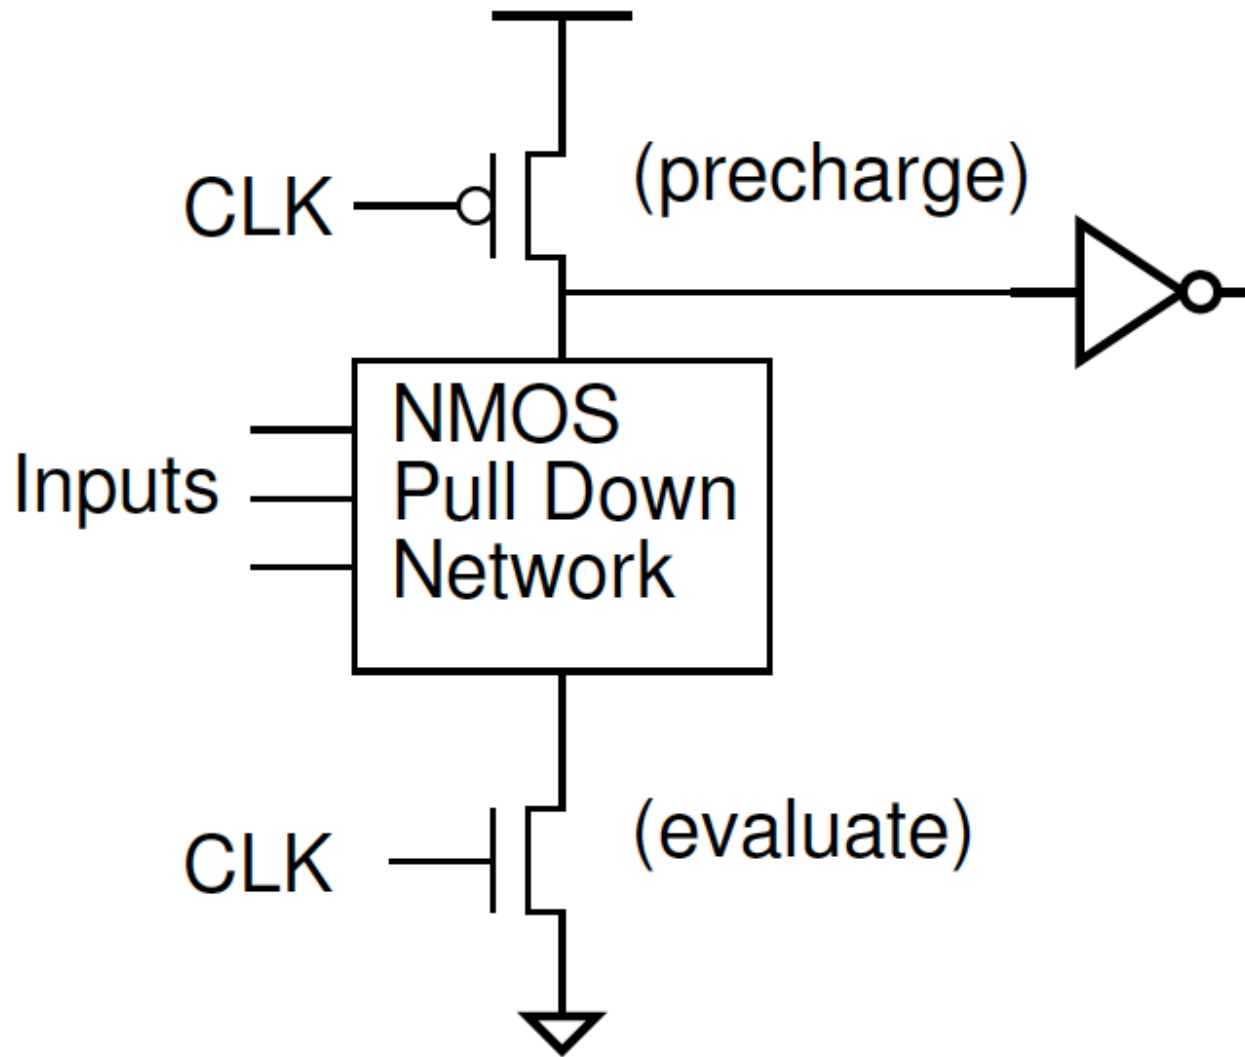 CLK
(precharge)
Inputs
NMOS
Pull Down
Network
CLK
(evaluate)